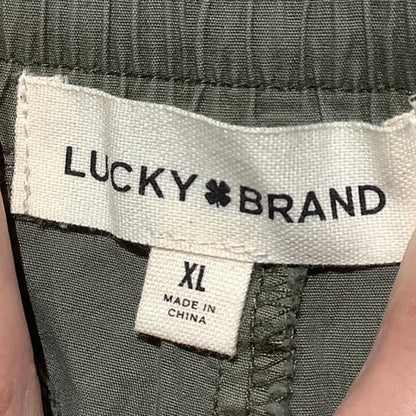 LUCKY BRAND
XL
MADE IN
CHINA